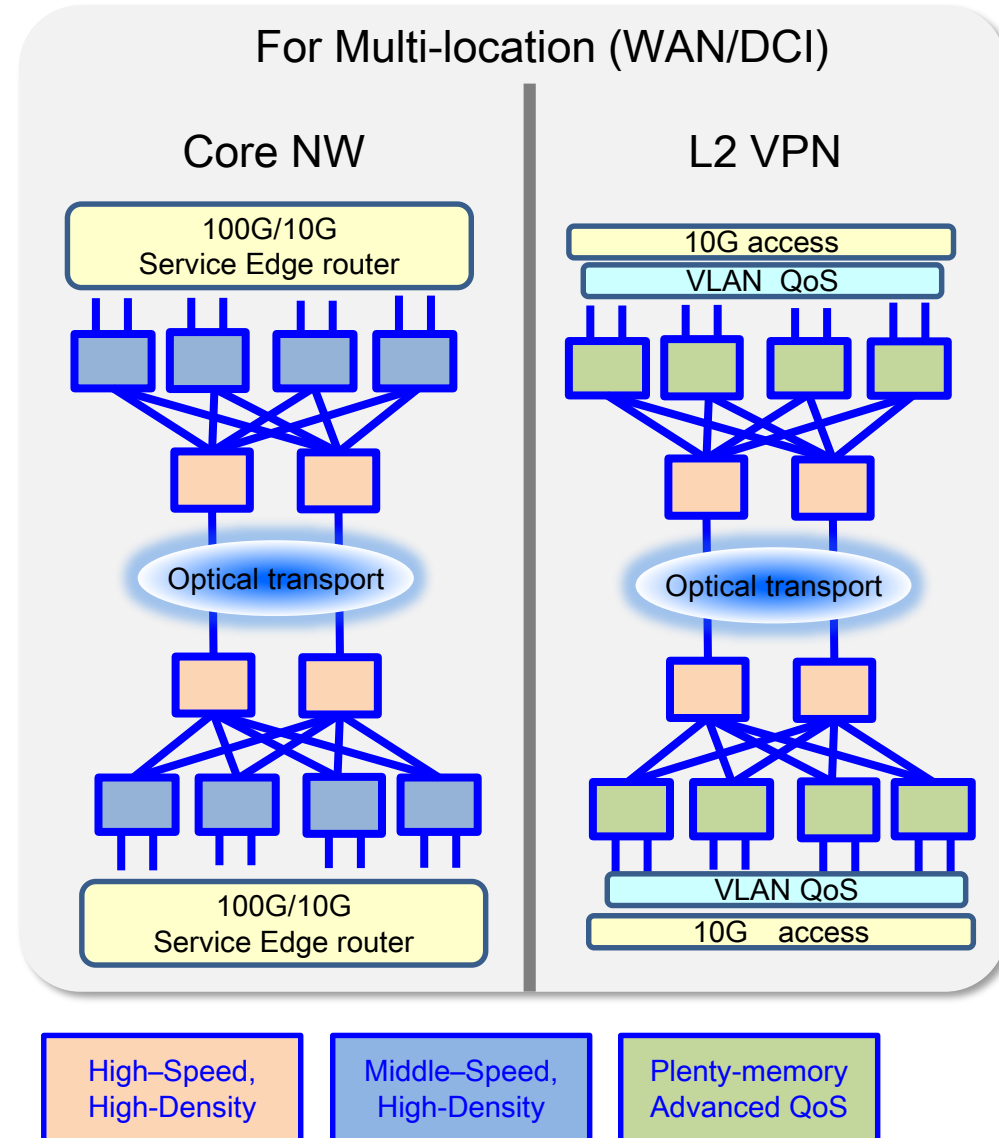 For Multi-location (WAN/DCI)
Core NW
100G/10G
Service Edge router
Optical transport
100G/10G
Service Edge router
L2 VPN
10G access
VLAN QoS
Optical transport
VLAN QoS
10G access
High–Speed,
High-Density
Middle–Speed,
High-Density
Plenty-memory
Advanced QoS